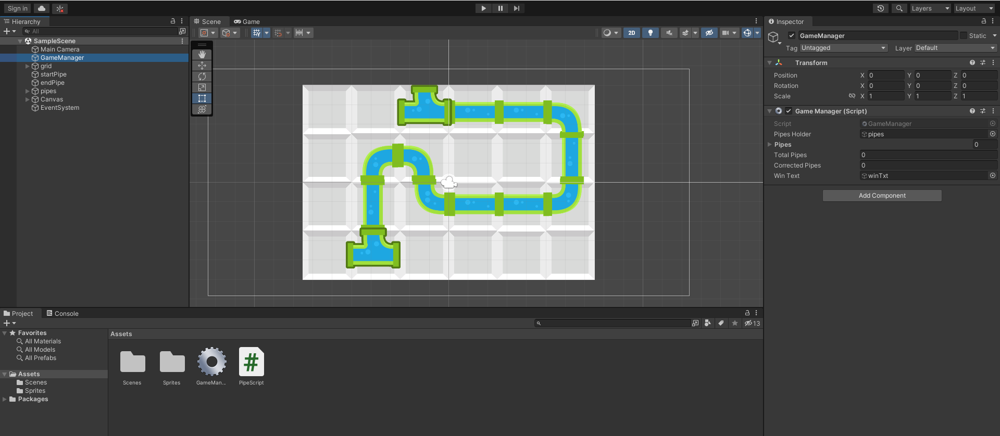 Sign in
Layers
Layout
Hierarchy
All
SampleScene
Main Camera
GameManager
grid
startPipe
endPipe
pipes
Canvas
EventSystem
Scene
Game
2D
Inspector
GameManager
Static
Tag Untagged
Layer Default
Transform
Position X 0 Y 0 Z 0
Rotation X 0 Y 0 Z 0
Scale X 1 Y 1 Z 1
Game Manager (Script)
Script GameManager
Pipes Holder pipes
Pipes 0
Total Pipes 0
Corrected Pipes 0
Win Text winTxt
Add Component
Project
Console
13
Favorites
All Materials
All Models
All Prefabs
Assets
Scenes
Sprites
Packages
Assets
Scenes
Sprites
GameMan...
#
PipeScript